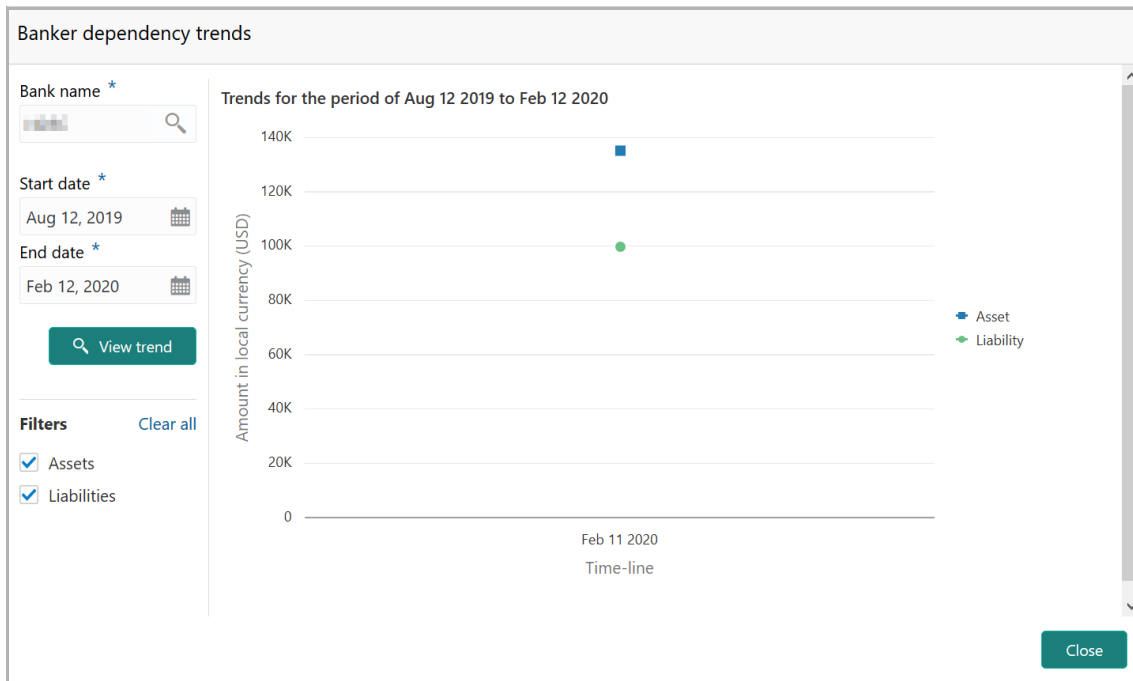 Banker dependency trends
Bank name *
Start date *
Aug 12, 2019
End date *
Feb 12, 2020
View trend
Filters Clear all
Assets
Liabilities
Trends for the period of Aug 12 2019 to Feb 12 2020
140K
120K
100K
80K
60K
40K
20K
0
Amount in local currency (USD)
Feb 11 2020
Time-line
Asset
Liability
Close